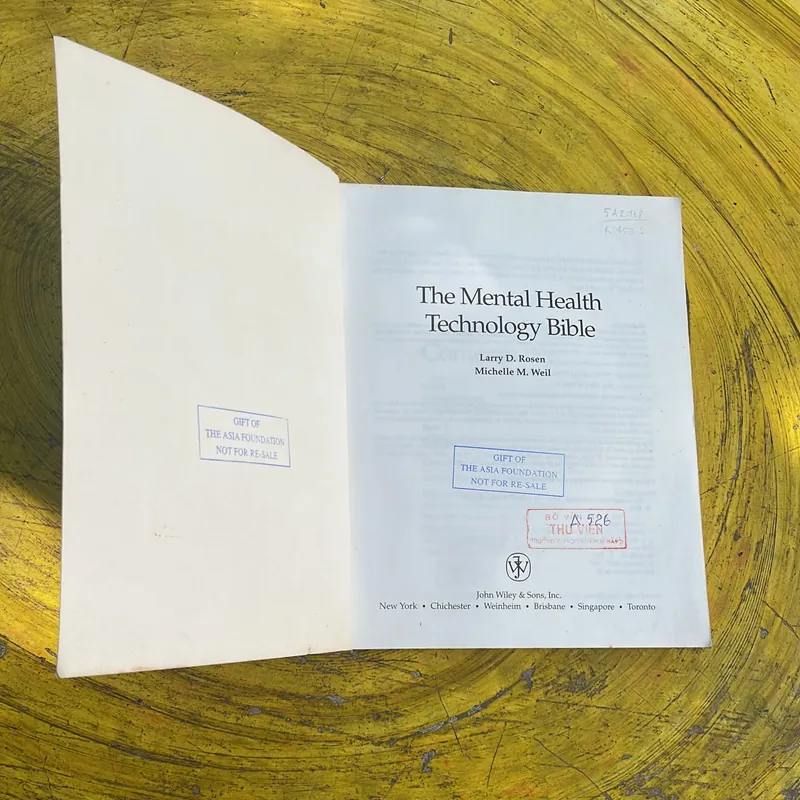 GIFT OF
THE ASIA FOUNDATION
NOT FOR RE-SALE
The Mental Health
Technology Bible
Larry D. Rosen
Michelle M. Weil
GIFT OF
THE ASIA FOUNDATION
NOT FOR RE-SALE
BỘ
A. 526
THƯ VIỆN
John Wiley & Sons, Inc.
New York • Chichester • Weinheim • Brisbane • Singapore • Toronto